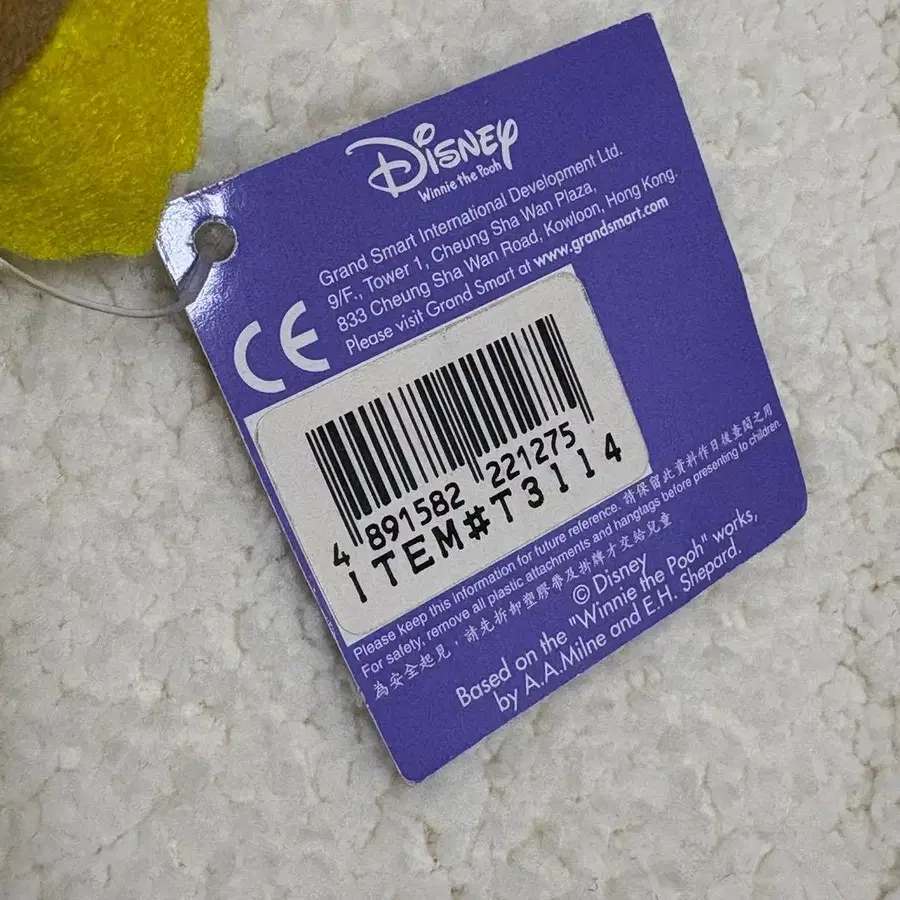 Disney
Winnie the Pooh
Grand Smart International Development Ltd.
9/F., Tower 1, Cheung Sha Wan Plaza,
833 Cheung Sha Wan Road, Kowloon, Hong Kong.
Please visit Grand Smart at www.grandsmart.com
CE
4 891582 221275
ITEM#T3114
Please keep this information for future reference. 請保留此資料作日後查閱之用
For safety, remove all plastic attachments and hangtags before presenting to children.
為安全起見，請先拆卸塑膠帶及掛牌才交給兒童
© Disney
Based on the "Winnie the Pooh" works,
by A.A.Milne and E.H. Shepard.